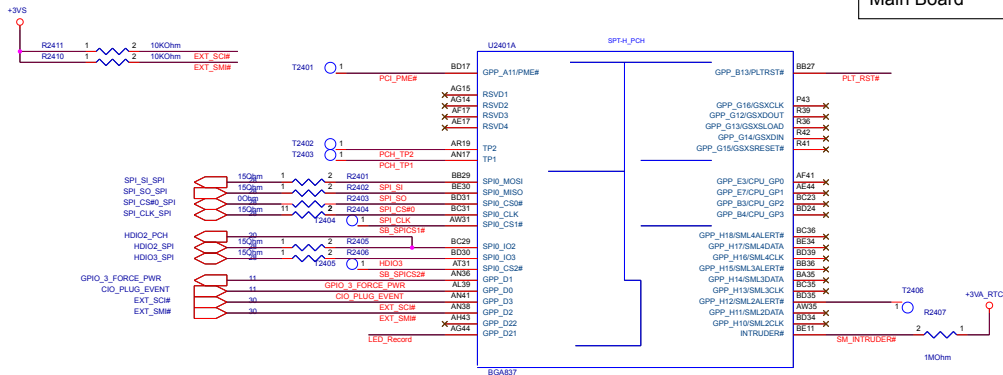 Main Board
+3VS
R2411 1 2 10KOhm EXT_SCI#
R2410 1 2 10KOhm EXT_SMI#
U2401A
SPT-H_PCH
T2401 1 PCI_PME# BD17 GPP_A11/PME#
GPP_B13/PLTRST# BB27 PLT_RST#
AG15 RSVD1
AG14 RSVD2
AF17 RSVD3
AE17 RSVD4
GPP_G16/GSXCLK P43
GPP_G12/GSXDOUT R39
GPP_G13/GSXSLOAD R36
GPP_G14/GSXDIN R42
GPP_G15/GSXSRESET# R41
T2402 1 PCH_TP2 AR19 TP2
T2403 1 PCH_TP1 AN17 TP1
SPI_SI_SPI 15Ohm 1 2 R2401 SPI_SI BB29 SPI0_MOSI
SPI_SO_SPI 15Ohm 1 2 R2402 SPI_SO BE30 SPI0_MISO
SPI_CS#0_SPI 0Ohm 1 2 R2403 SPI_CS#0 BD31 SPI0_CS0#
SPI_CLK_SPI 15Ohm 11 2 R2404 SPI_CLK BC31 SPI0_CLK
T2404 1 SB_SPICS1# AW31 SPI0_CS1#
GPP_E3/CPU_GP0 AF41
GPP_E7/CPU_GP1 AE44
GPP_B3/CPU_GP2 BC23
GPP_B4/CPU_GP3 BD24
HDIO2_PCH 20
HDIO2_SPI 15Ohm 1 2 R2405 BC29 SPI0_IO2
HDIO3_SPI 15Ohm 1 2 R2406 HDIO3 BD30 SPI0_IO3
T2405 1 SB_SPICS2# AT31 SPI0_CS2#
GPIO_3_FORCE_PWR 11 GPIO_3_FORCE_PWR AN36 GPP_D1
CIO_PLUG_EVENT 11 CIO_PLUG_EVENT AL39 GPP_D0
EXT_SCI# 30 EXT_SCI# AN41 GPP_D3
EXT_SMI# 30 EXT_SMI# AN38 GPP_D2
AH43 GPP_D22
LED_Record AG44 GPP_D21
GPP_H18/SML4ALERT# BC36
GPP_H17/SML4DATA BE34
GPP_H16/SML4CLK BD39
GPP_H15/SML3ALERT# BB36
GPP_H14/SML3DATA BA35
GPP_H13/SML3CLK BC35
GPP_H12/SML2ALERT# BD35 1 T2406
GPP_H11/SML2DATA AW35
GPP_H10/SML2CLK BD34
INTRUDER# BE11 SM_INTRUDER# 2 R2407 1 +3VA_RTC
1MOhm
BGA837